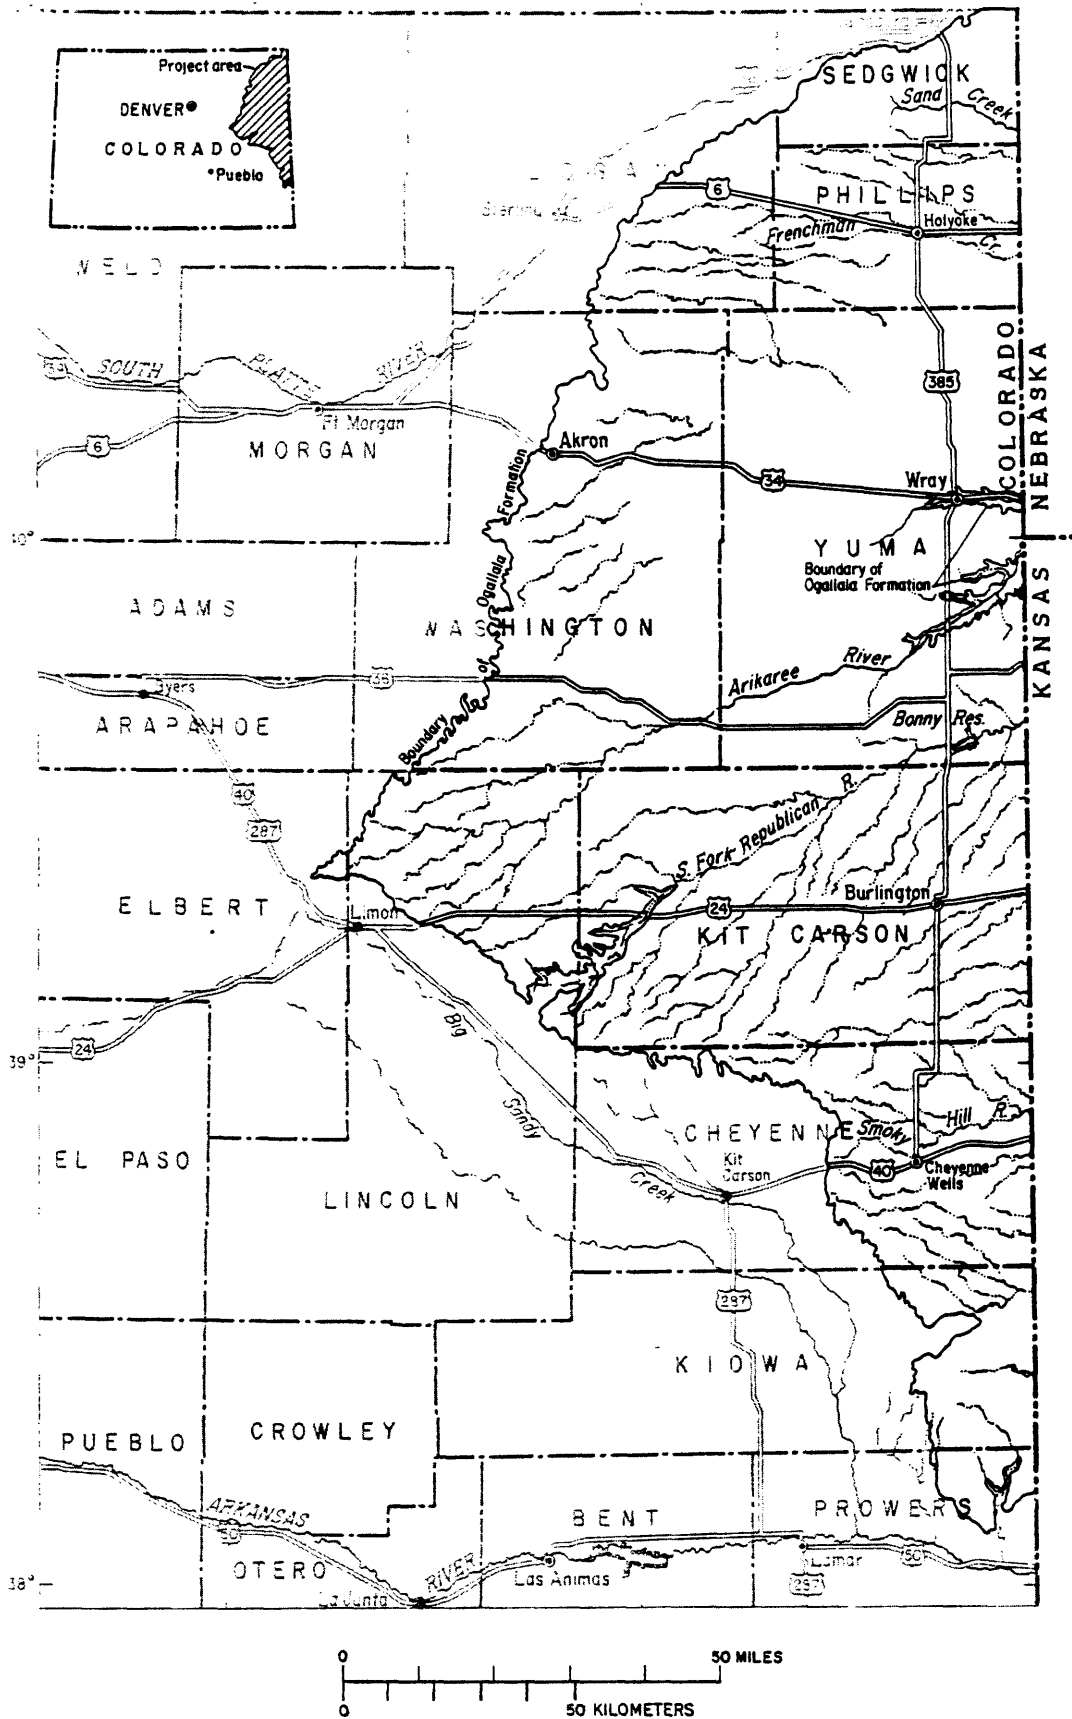 SEDGWICK
Project area
Sand Creek
DENVER
COLORADO
Pueblo
6
PHILLIPS
Holyoke
Frenchman Cr.
WELD
COLORADO
NEBRASKA
SOUTH PLATTE RIVER
385
Ft Morgan
6
MORGAN
Akron
Wray
34
40°
YUMA
Boundary of
Ogallala Formation
KANSAS
ADAMS
WASHINGTON
Boundary of Ogallala Formation
Arikaree River
36
Byers
ARAPAHOE
Bonny Res.
40
287
S. Fork Republican R.
ELBERT
Limon
24
Burlington
KIT CARSON
Big Sandy Creek
24
39°
CHEYENNE
Smoky Hill R.
EL PASO
Kit
Carson
40
Cheyenne
Wells
LINCOLN
287
KIOWA
CROWLEY
PUEBLO
ARKANSAS RIVER
50
BENT
PROWERS
OTERO
Las Animas
Lamar
50
38°
La Junta
287
0 50 MILES
0 50 KILOMETERS